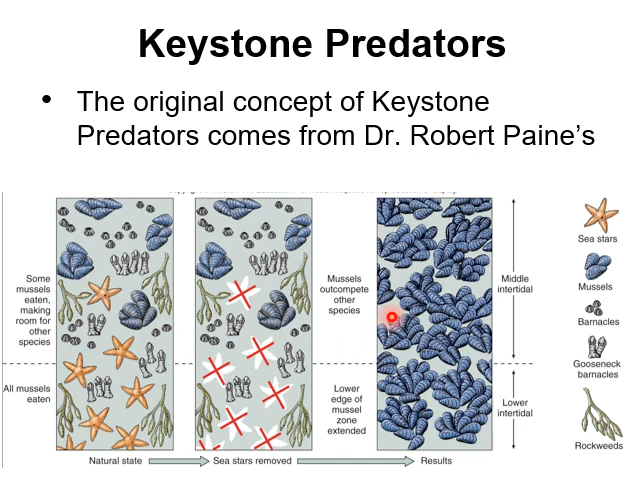 Keystone Predators
• The original concept of Keystone
Predators comes from Dr. Robert Paine's
Some
mussels
eaten,
making
room for
other
species
All mussels
eaten
Mussels
outcompete
other
species
Lower
edge of
mussel
zone
extended
Middle
intertidal
Lower
intertidal
Sea stars
Mussels
Barnacles
Gooseneck
barnacles
Rockweeds
Natural state
Sea stars removed
Results